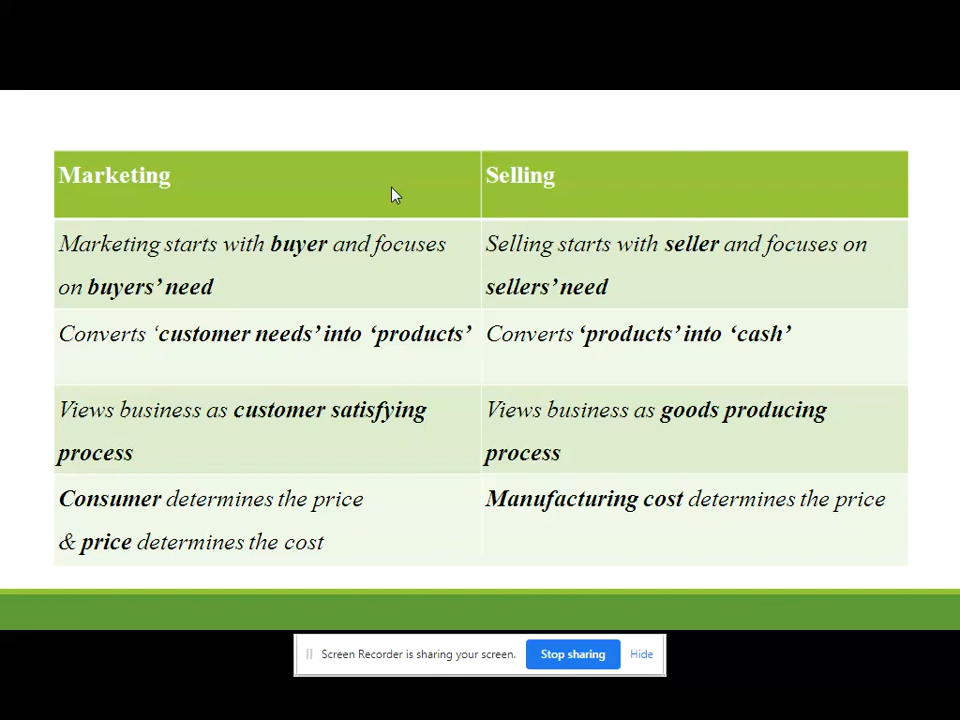 Marketing
Selling
Marketing starts with buyer and focuses
on buyers’ need
Selling starts with seller and focuses on
sellers’ need
Converts ‘customer needs’ into ‘products’
Converts ‘products’ into ‘cash’
Views business as customer satisfying
process
Views business as goods producing
process
Consumer determines the price
& price determines the cost
Manufacturing cost determines the price
Screen Recorder is sharing your screen.
Stop sharing
Hide